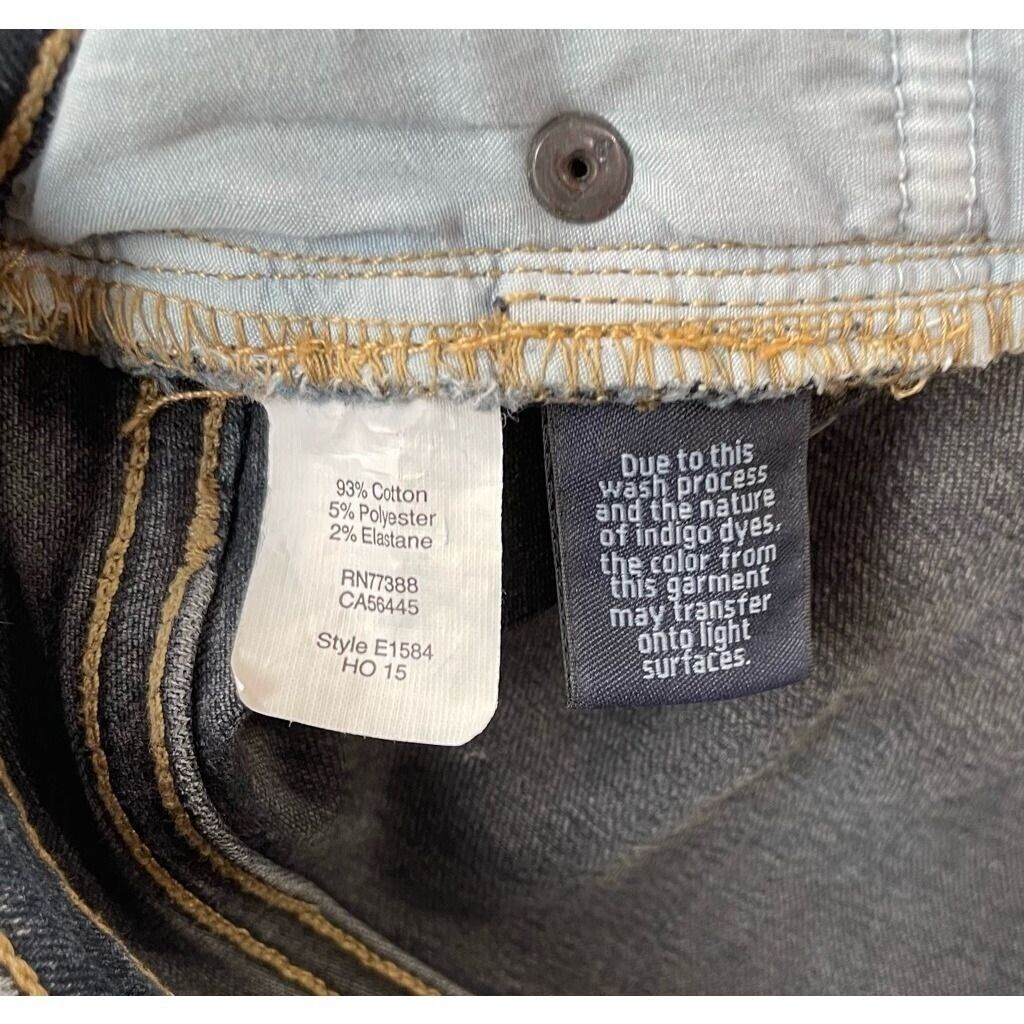 93% Cotton
5% Polyester
2% Elastane
RN77388
CA56445
Style E1584
HO 15
Due to this
wash process
and the nature
of indigo dyes,
the color from
this garment
may transfer
onto light
surfaces.